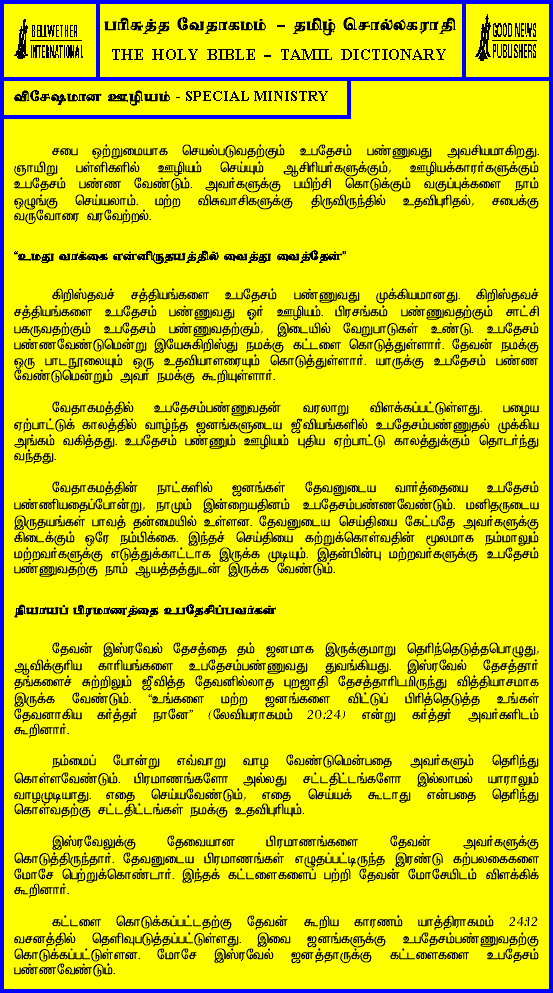 BELLWETHER
INTERNATIONAL
பரிசுத்த வேதாகமம் – தமிழ் சொல்லகராதி
THE HOLY BIBLE – TAMIL DICTIONARY
GOOD NEWS
PUBLISHERS
விசேஷமான ஊழியம் - SPECIAL MINISTRY
சபை ஒற்றுமையாக செயல்படுவதற்கும் உபதேசம் பண்ணுவது அவசியமாகிறது.
ஞாயிறு பள்ளிகளில் ஊழியம் செய்யும் ஆசிரியர்களுக்கும், ஊழியக்காரர்களுக்கும்
உபதேசம் பண்ண வேண்டும். அவர்களுக்கு பயிற்சி கொடுக்கும் வகுப்புக்களை நாம்
ஒழுங்கு செய்யலாம். மற்ற விசுவாசிகளுக்கு திருவிருந்தில் உதவிபுரிதல், சபைக்கு
வருவோரை வரவேற்றல்.
“உமது வாக்கை என்னிருதயத்தில் வைத்து வைத்தேன்”
கிறிஸ்தவச் சத்தியங்களை உபதேசம் பண்ணுவது முக்கியமானது. கிறிஸ்தவச்
சத்தியங்களை உபதேசம் பண்ணுவது ஓர் ஊழியம். பிரசங்கம் பண்ணுவதற்கும் சாட்சி
பகருவதற்கும் உபதேசம் பண்ணுவதற்கும், இடையில் வேறுபாடுகள் உண்டு. உபதேசம்
பண்ணவேண்டுமென்று இயேசுகிறிஸ்து நமக்கு கட்டளை கொடுத்துள்ளார். தேவன் நமக்கு
ஒரு பாடநூலையும் ஒரு உதவியாளரையும் கொடுத்துள்ளார். யாருக்கு உபதேசம் பண்ண
வேண்டுமென்றும் அவர் நமக்கு கூறியுள்ளார்.
வேதாகமத்தில் உபதேசம்பண்ணுவதன் வரலாறு விளக்கப்பட்டுள்ளது. பழைய
ஏற்பாட்டுக் காலத்தில் வாழ்ந்த ஜனங்களுடைய ஜீவியங்களில் உபதேசம்பண்ணுதல் முக்கிய
அங்கம் வகித்தது. உபதேசம் பண்ணும் ஊழியம் புதிய ஏற்பாட்டு காலத்துக்கும் தொடர்ந்து
வந்தது.
வேதாகமத்தின் நாட்களில் ஜனங்கள் தேவனுடைய வார்த்தையை உபதேசம்
பண்ணியதைப்போன்று, நாமும் இன்றையதினம் உபதேசம்பண்ணவேண்டும். மனிதருடைய
இருதயங்கள் பாவத் தன்மையில் உள்ளன. தேவனுடைய செய்தியை கேட்பதே அவர்களுக்கு
கிடைக்கும் ஒரே நம்பிக்கை. இந்தச் செய்தியை கற்றுக்கொள்வதின் மூலமாக நம்மாலும்
மற்றவர்களுக்கு எடுத்துக்காட்டாக இருக்க முடியும். இதன்பின்பு மற்றவர்களுக்கு உபதேசம்
பண்ணுவதற்கு நாம் ஆயத்தத்துடன் இருக்க வேண்டும்.
நியாயப் பிரமாணத்தை உபதேசிப்பவர்கள்
தேவன் இஸ்ரவேல் தேசத்தை தம் ஜனமாக இருக்குமாறு தெரிந்தெடுத்தபொழுது,
ஆவிக்குரிய காரியங்களை உபதேசம்பண்ணுவது துவங்கியது. இஸ்ரவேல் தேசத்தார்
தங்களைச் சுற்றிலும் ஜீவித்த தேவனில்லாத புறஜாதி தேசத்தாரிடமிருந்து வித்தியாசமாக
இருக்க வேண்டும். “உங்களை மற்ற ஜனங்களை விட்டுப் பிரித்தெடுத்த உங்கள்
தேவனாகிய கர்த்தர் நானே” (லேவியராகமம் 20:24) என்று கர்த்தர் அவர்களிடம்
கூறினார்.
நம்மைப் போன்று எவ்வாறு வாழ வேண்டுமென்பதை அவர்களும் தெரிந்து
கொள்ளவேண்டும். பிரமாணங்களோ அல்லது சட்டதிட்டங்களோ இல்லாமல் யாராலும்
வாழமுடியாது. எதை செய்யவேண்டும், எதை செய்யக் கூடாது என்பதை தெரிந்து
கொள்வதற்கு சட்டதிட்டங்கள் நமக்கு உதவிபுரியும்.
இஸ்ரவேலுக்கு தேவையான பிரமாணங்களை தேவன் அவர்களுக்கு
கொடுத்திருந்தார். தேவனுடைய பிரமாணங்கள் எழுதப்பட்டிருந்த இரண்டு கற்பலகைகளை
மோசே பெற்றுக்கொண்டார். இந்தக் கட்டளைகளைப் பற்றி தேவன் மோசேயிடம் விளக்கிக்
கூறினார்.
கட்டளை கொடுக்கப்பட்டதற்கு தேவன் கூறிய காரணம் யாத்திராகமம் 24:12
வசனத்தில் தெளிவுபடுத்தப்பட்டுள்ளது. இவை ஜனங்களுக்கு உபதேசம்பண்ணுவதற்கு
கொடுக்கப்பட்டுள்ளன. மோசே இஸ்ரவேல் ஜனத்தாருக்கு கட்டளைகளை உபதேசம்
பண்ணவேண்டும்.